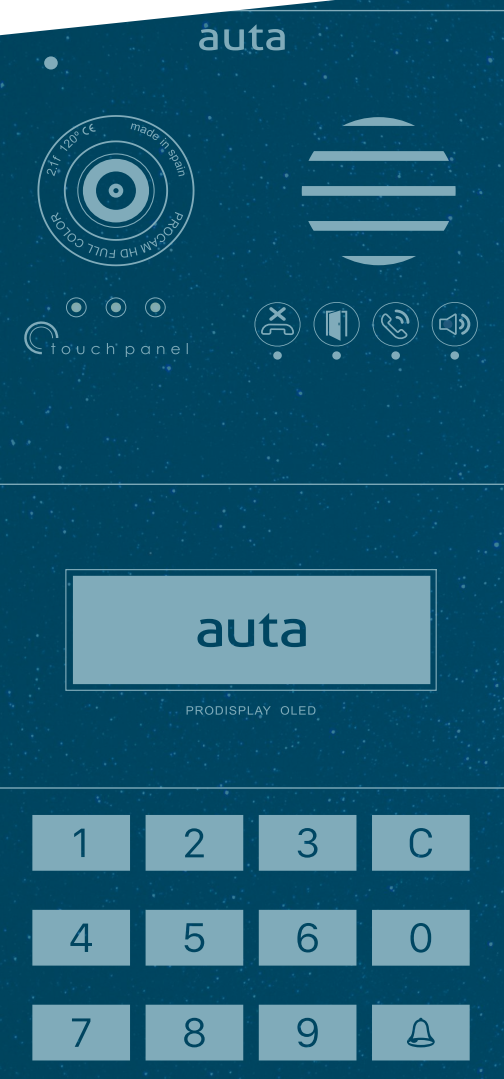 auta
2,1f 120° CE made in spain
PROCAM HD FULL COLOR
touch panel
auta
PRODISPLAY OLED
1 2 3 C
4 5 6 0
7 8 9